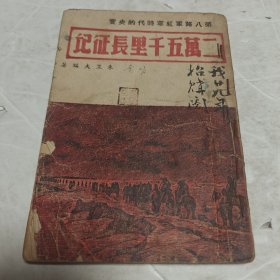 第八路軍紅軍時代的史實
二萬五千里長征記
朱笠夫編著